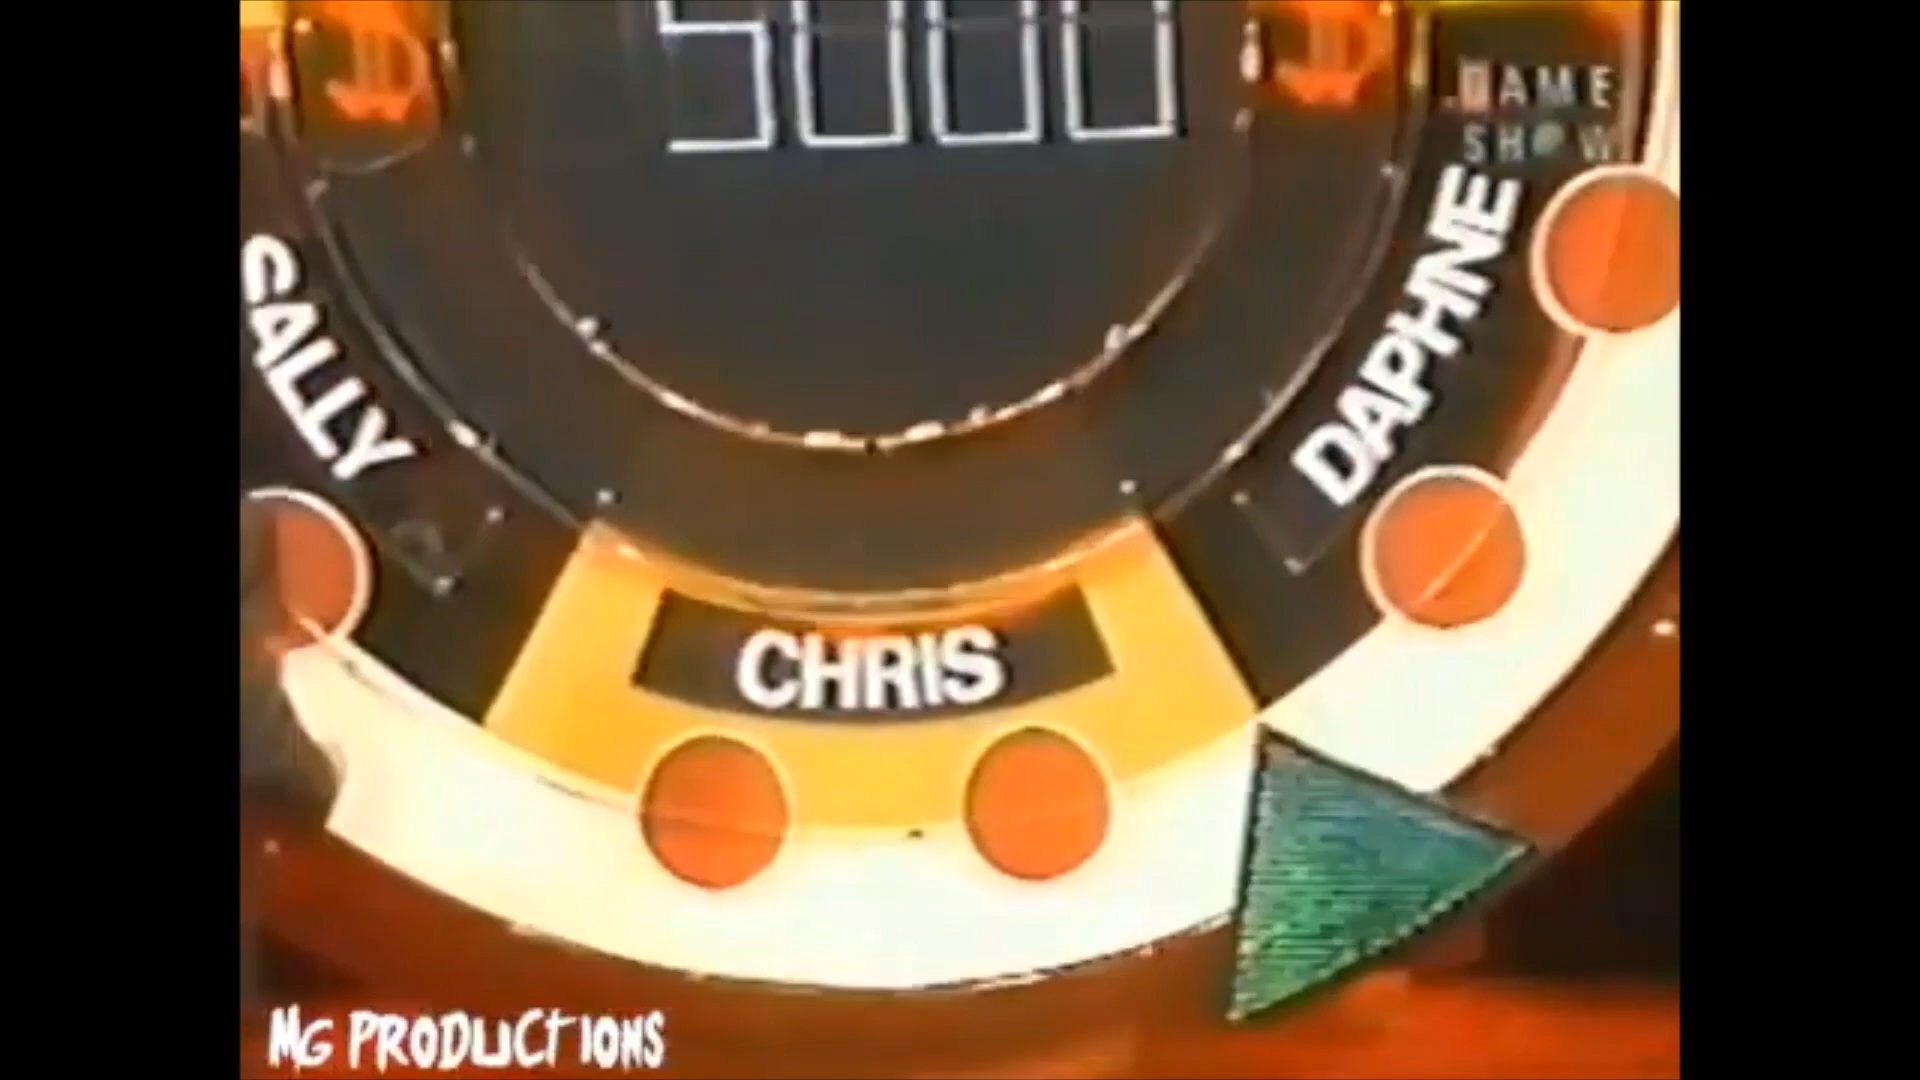 5000
GAME
SHOW
SALLY
DAPHNE
CHRIS
MG PRODUCTIONS